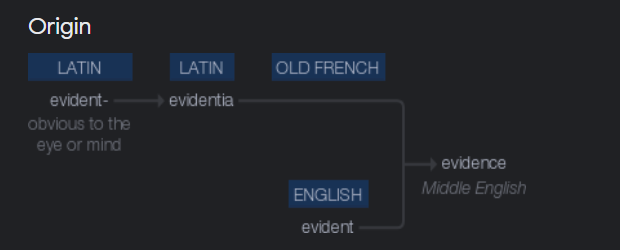 Origin
LATIN LATIN OLD FRENCH
evident- evidentia
obvious to the
eye or mind
evidence
Middle English
ENGLISH
evident